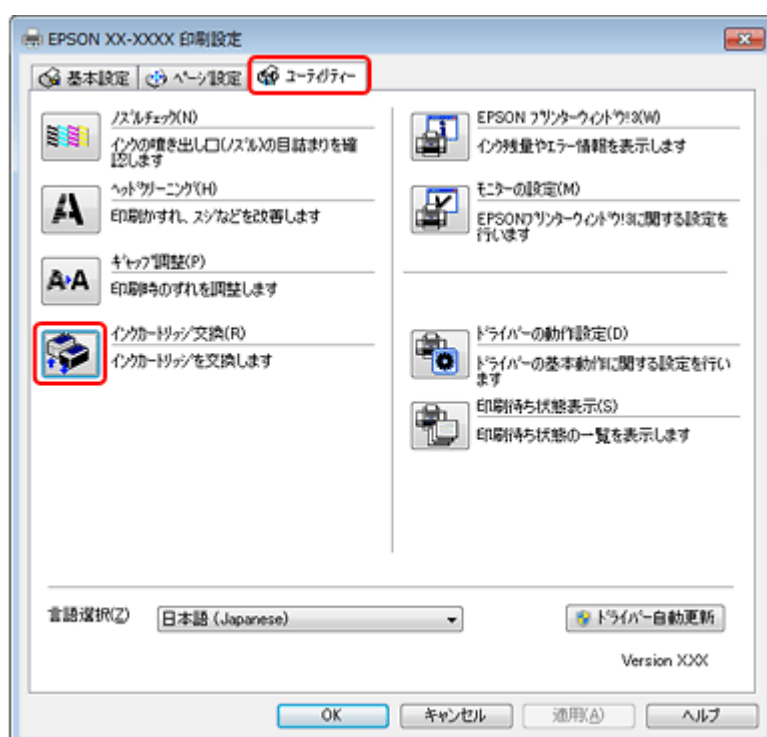 EPSON XX-XXXX 印刷設定
基本設定
ページ設定
ユーティリティー
ノズルチェック(N)
インクの噴き出し口(ノズル)の目詰まりを確
認します
ヘッドクリーニング(H)
印刷かすれ、スジなどを改善します
ギャップ調整(P)
印刷時のずれを調整します
インクカートリッジ交換(R)
インクカートリッジを交換します
EPSON プリンターウィンドウ!3(W)
インク残量やエラー情報を表示します
モニターの設定(M)
EPSONプリンターウィンドウ!3に関する設定を
行います
ドライバーの動作設定(D)
ドライバーの基本動作に関する設定を行い
ます
印刷待ち状態表示(S)
印刷待ち状態の一覧を表示します
言語選択(Z)
日本語 (Japanese)
ドライバー自動更新
Version X.XX
OK
キャンセル
適用(A)
ヘルプ